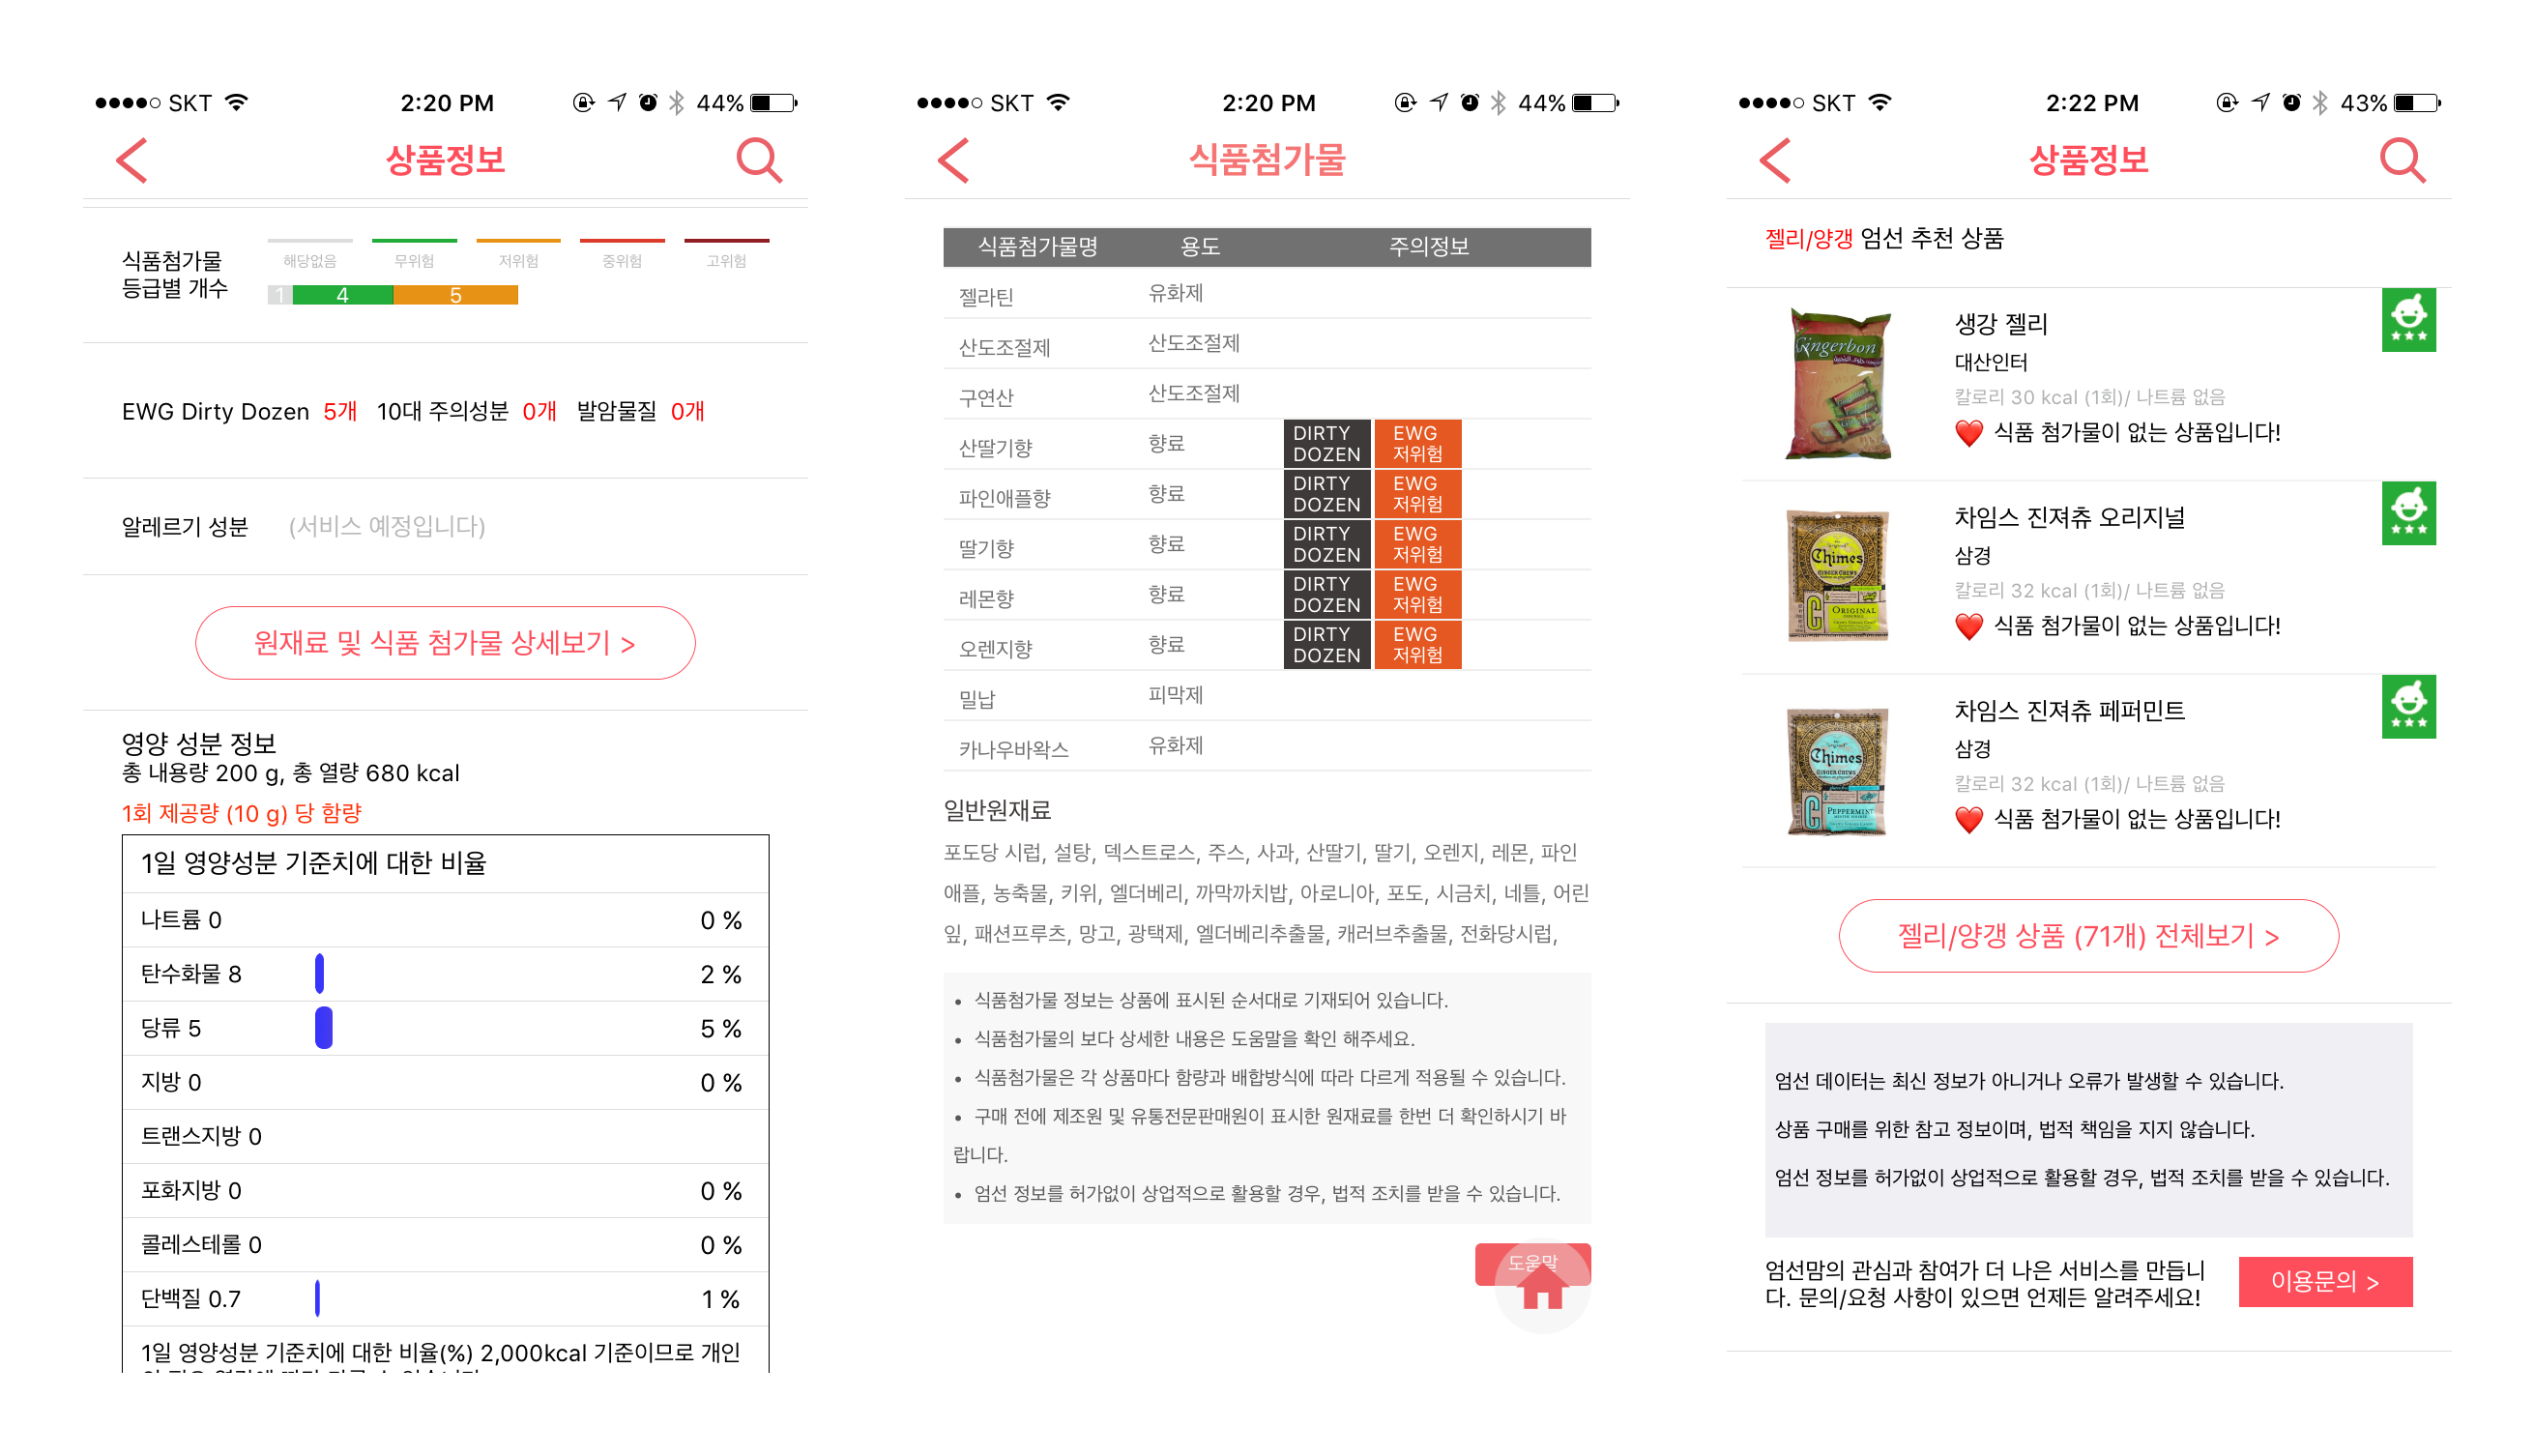 SKT 2:20 PM 44%
상품정보
식품첨가물
등급별 개수
해당없음 무위험 저위험 중위험 고위험
1 4 5
EWG Dirty Dozen 5개 10대 주의성분 0개 발암물질 0개
알레르기 성분 (서비스 예정입니다)
원재료 및 식품 첨가물 상세보기 >
영양 성분 정보
총 내용량 200 g, 총 열량 680 kcal
1회 제공량 (10 g) 당 함량
1일 영양성분 기준치에 대한 비율
나트륨 0 0 %
탄수화물 8 2 %
당류 5 5 %
지방 0 0 %
트랜스지방 0
포화지방 0 0 %
콜레스테롤 0 0 %
단백질 0.7 1 %
1일 영양성분 기준치에 대한 비율(%) 2,000kcal 기준이므로 개인
SKT 2:20 PM 44%
식품첨가물
식품첨가물명 용도 주의정보
젤라틴 유화제
산도조절제 산도조절제
구연산 산도조절제
산딸기향 향료 DIRTY DOZEN EWG 저위험
파인애플향 향료 DIRTY DOZEN EWG 저위험
딸기향 향료 DIRTY DOZEN EWG 저위험
레몬향 향료 DIRTY DOZEN EWG 저위험
오렌지향 향료 DIRTY DOZEN EWG 저위험
밀납 피막제
카나우바왁스 유화제
일반원재료
포도당 시럽, 설탕, 덱스트로스, 주스, 사과, 산딸기, 딸기, 오렌지, 레몬, 파인
애플, 농축물, 키위, 엘더베리, 까막까치밥, 아로니아, 포도, 시금치, 네틀, 어린
잎, 패션프루츠, 망고, 광택제, 엘더베리추출물, 캐러브추출물, 전화당시럽,
• 식품첨가물 정보는 상품에 표시된 순서대로 기재되어 있습니다.
• 식품첨가물의 보다 상세한 내용은 도움말을 확인 해주세요.
• 식품첨가물은 각 상품마다 함량과 배합방식에 따라 다르게 적용될 수 있습니다.
• 구매 전에 제조원 및 유통전문판매원이 표시한 원재료를 한번 더 확인하시기 바
랍니다.
• 엄선 정보를 허가없이 상업적으로 활용할 경우, 법적 조치를 받을 수 있습니다.
도움말
SKT 2:22 PM 43%
상품정보
젤리/양갱 엄선 추천 상품
Gingerbon
생강 젤리
대산인터
칼로리 30 kcal (1회)/ 나트륨 없음
식품 첨가물이 없는 상품입니다!
Chimes
GINGER CHEWS
ORIGINAL
차임스 진져츄 오리지널
삼경
칼로리 32 kcal (1회)/ 나트륨 없음
식품 첨가물이 없는 상품입니다!
Chimes
GINGER CHEWS
PEPPERMINT
차임스 진져츄 페퍼민트
삼경
칼로리 32 kcal (1회)/ 나트륨 없음
식품 첨가물이 없는 상품입니다!
젤리/양갱 상품 (71개) 전체보기 >
엄선 데이터는 최신 정보가 아니거나 오류가 발생할 수 있습니다.
상품 구매를 위한 참고 정보이며, 법적 책임을 지지 않습니다.
엄선 정보를 허가없이 상업적으로 활용할 경우, 법적 조치를 받을 수 있습니다.
엄선맘의 관심과 참여가 더 나은 서비스를 만듭니
다. 문의/요청 사항이 있으면 언제든 알려주세요!
이용문의 >